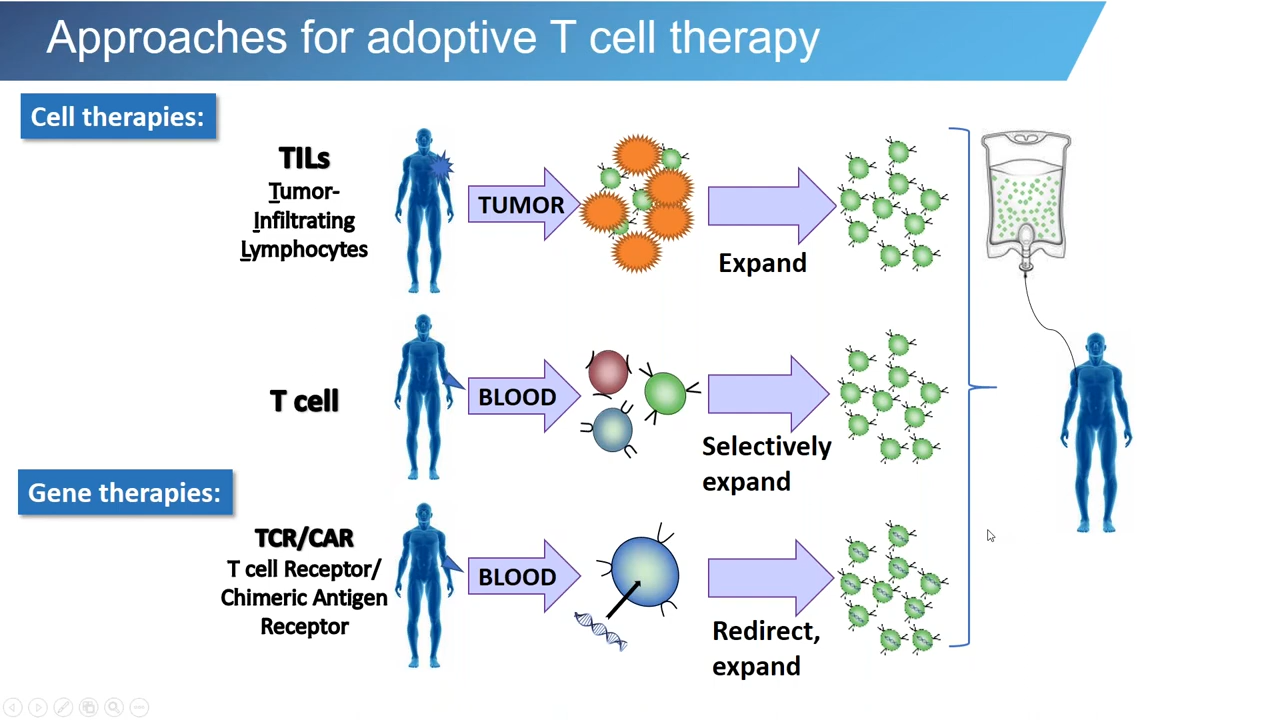 Approaches for adoptive T cell therapy
Cell therapies:
TILs
Tumor-
Infiltrating
Lymphocytes
TUMOR
Expand
T cell
BLOOD
Selectively
expand
Gene therapies:
TCR/CAR
T cell Receptor/
Chimeric Antigen
Receptor
BLOOD
Redirect,
expand